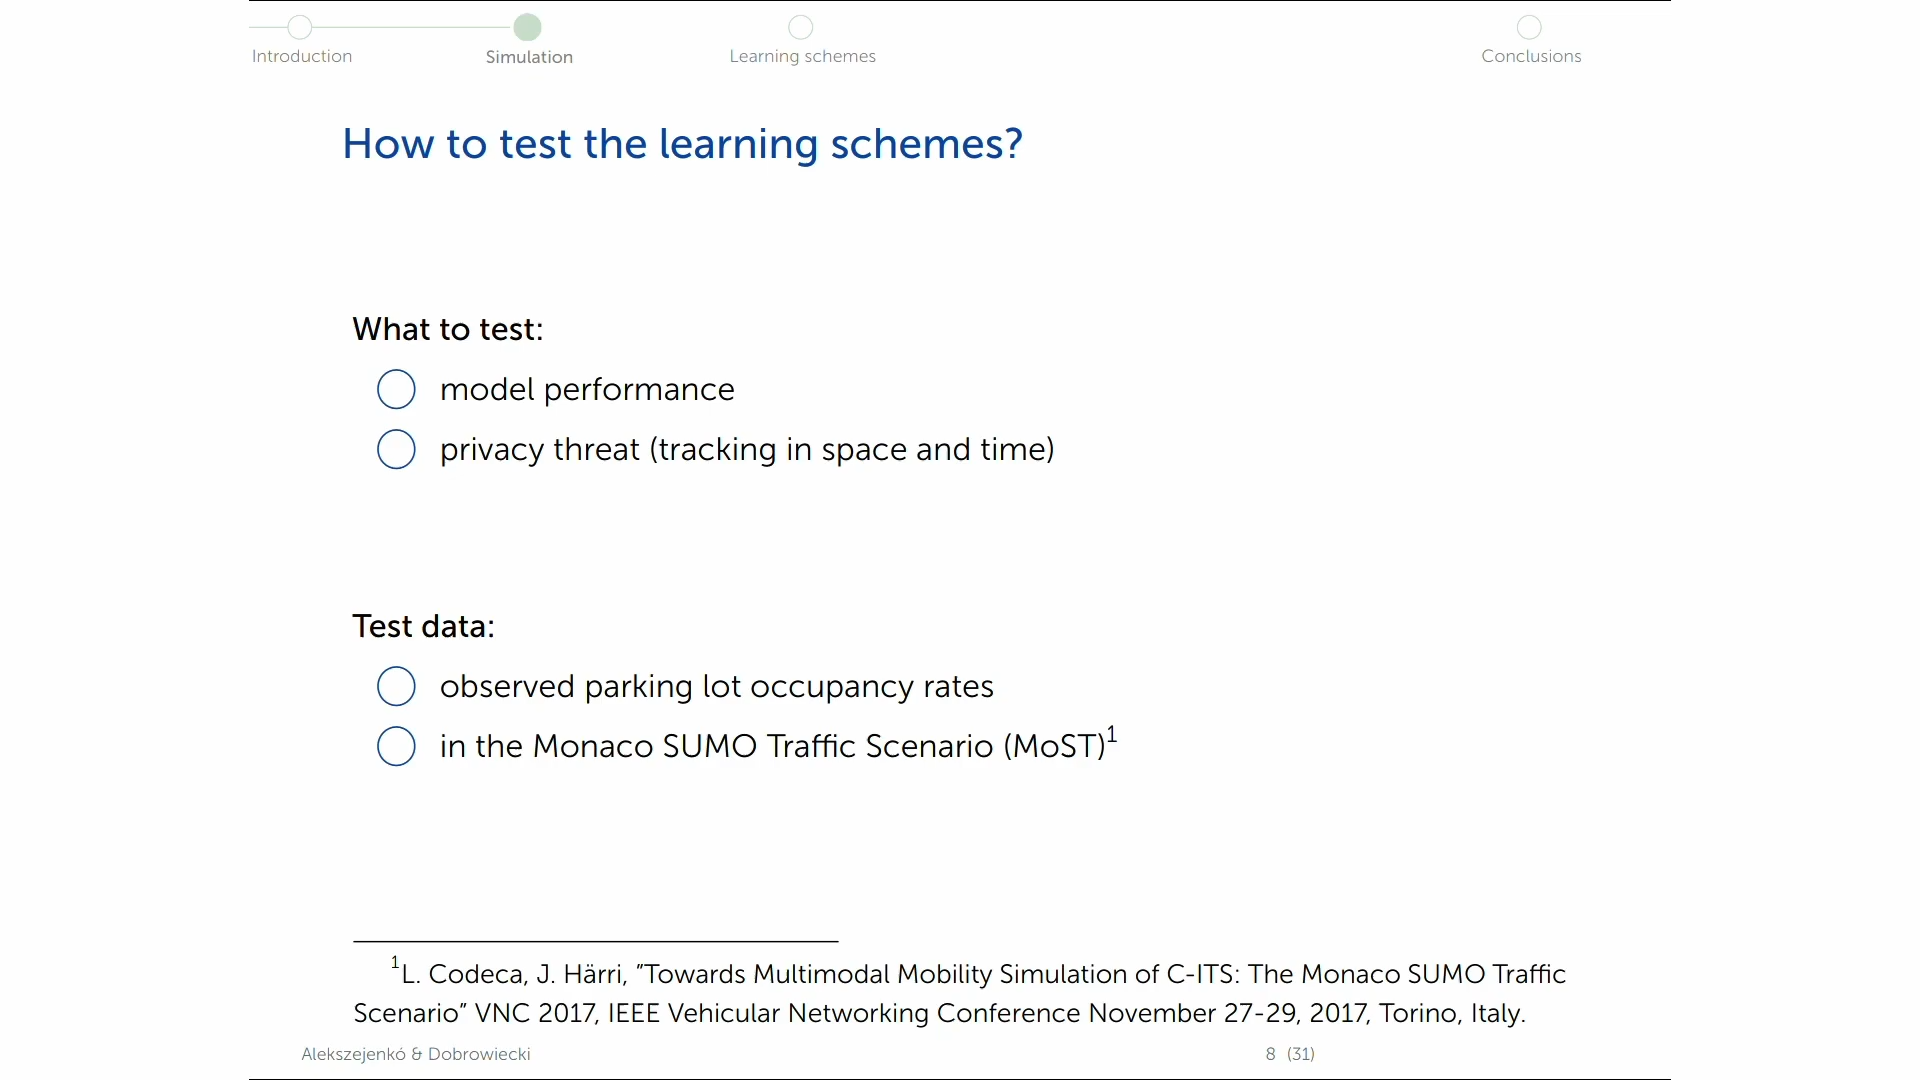 Introduction
Simulation
Learning schemes
Conclusions
How to test the learning schemes?
What to test:
model performance
privacy threat (tracking in space and time)
Test data:
observed parking lot occupancy rates
in the Monaco SUMO Traffic Scenario (MoST)1
1L. Codeca, J. Härri, "Towards Multimodal Mobility Simulation of C-ITS: The Monaco SUMO Traffic
Scenario" VNC 2017, IEEE Vehicular Networking Conference November 27-29, 2017, Torino, Italy.
Alekszejenkó & Dobrowiecki
8 (31)